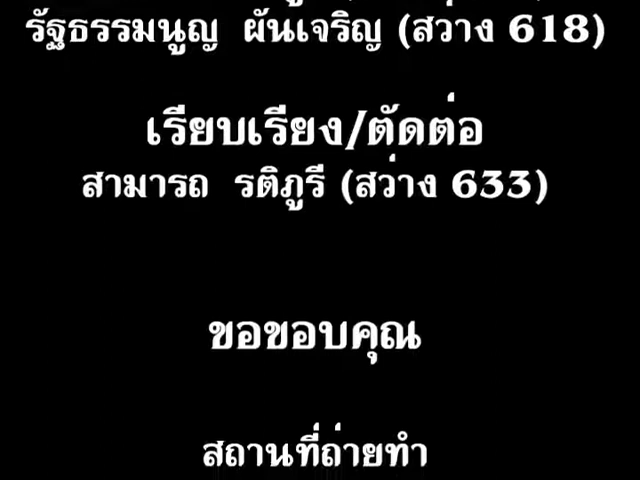 รัฐธรรมนูญ ผันเจริญ (สว่าง 618)
เรียบเรียง/ตัดต่อ
สามารถ รติภูรี (สว่าง 633)
ขอขอบคุณ
สถานที่ถ่ายทำ